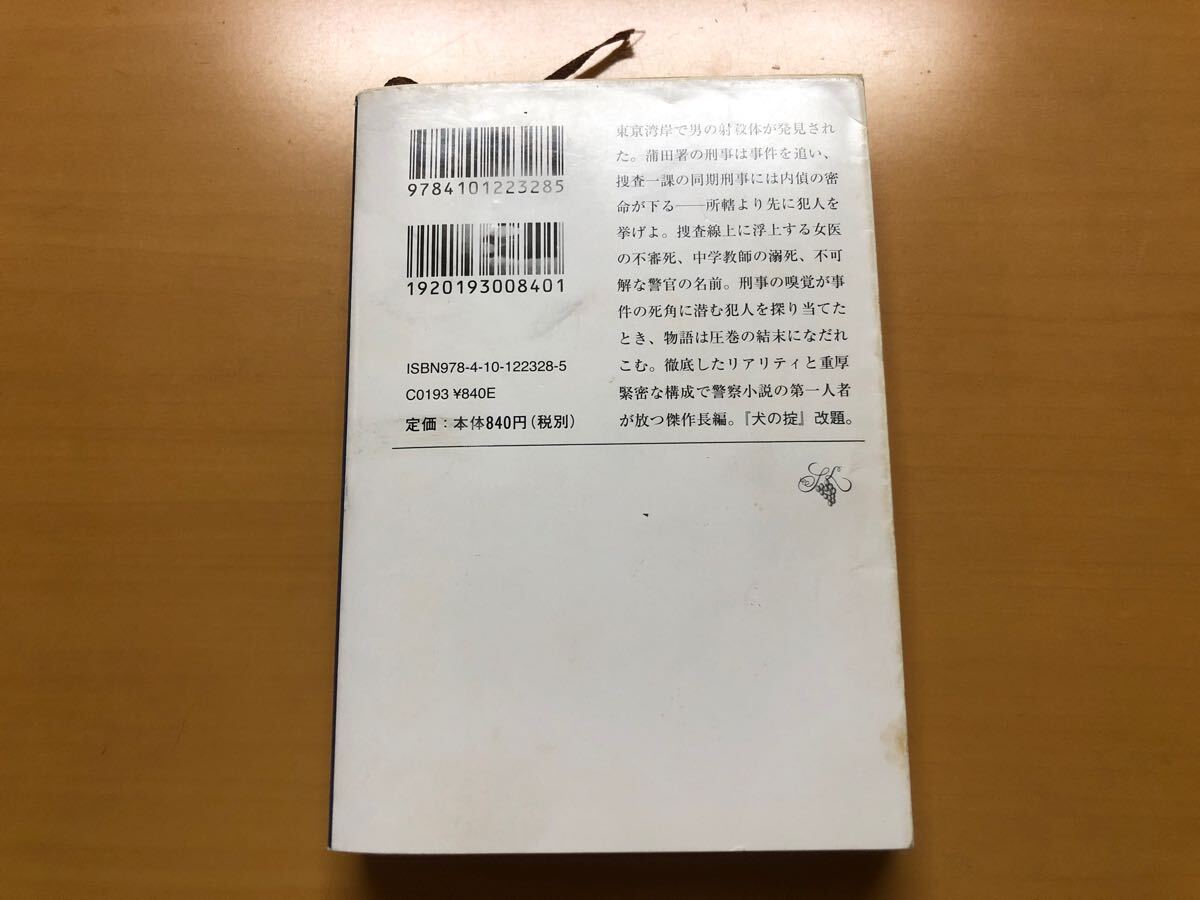 9784101223285
1920193008401
ISBN978-4-10-122328-5
C0193 ¥840E
定価：本体840円（税別）
東京湾岸で男の射殺体が発見され
た。蒲田署の刑事は事件を追い、
捜査一課の同期刑事には内偵の密
命が下る――所轄より先に犯人を
挙げよ。捜査線上に浮上する女医
の不審死、中学教師の溺死、不可
解な警官の名前。刑事の嗅覚が事
件の死角に潜む犯人を探り当てた
とき、物語は圧巻の結末になだれ
こむ。徹底したリアリティと重厚
緊密な構成で警察小説の第一人者
が放つ傑作長編。『犬の掟』改題。